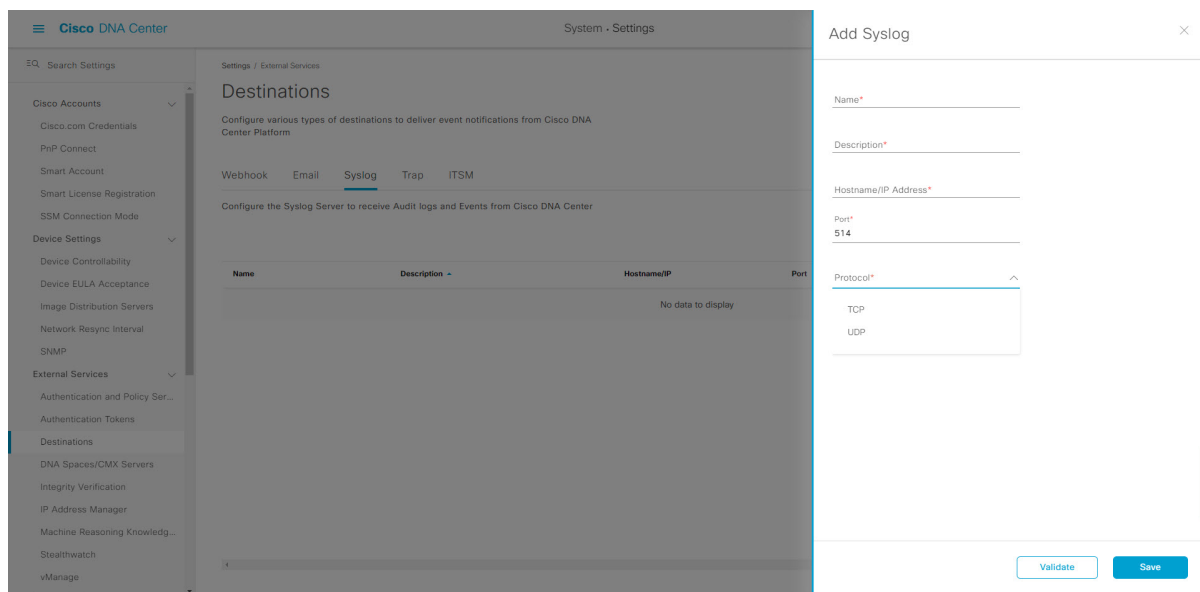 Cisco DNA Center
System • Settings
Search Settings
Cisco Accounts
Cisco.com Credentials
PnP Connect
Smart Account
Smart License Registration
SSM Connection Mode
Device Settings
Device Controllability
Device EULA Acceptance
Image Distribution Servers
Network Resync Interval
SNMP
External Services
Authentication and Policy Ser...
Authentication Tokens
Destinations
DNA Spaces/CMX Servers
Integrity Verification
IP Address Manager
Machine Reasoning Knowledg...
Stealthwatch
vManage
Settings / External Services
Destinations
Configure various types of destinations to deliver event notifications from Cisco DNA
Center Platform
Webhook Email Syslog Trap ITSM
Configure the Syslog Server to receive Audit logs and Events from Cisco DNA Center
Name Description Hostname/IP Port
No data to display
Add Syslog
Name*
Description*
Hostname/IP Address*
Port*
514
Protocol*
TCP
UDP
Validate Save